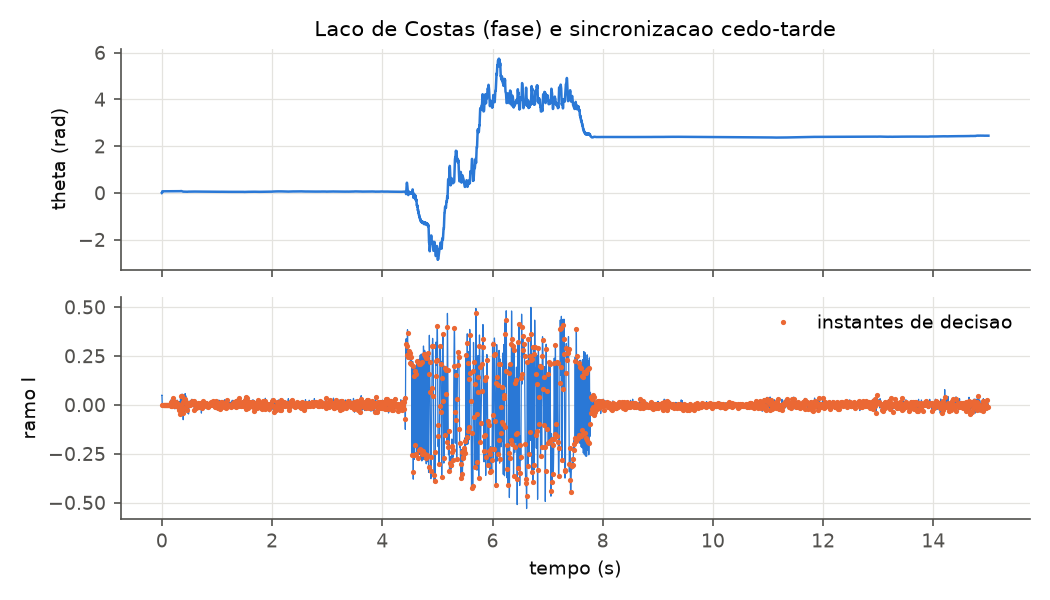 Laco de Costas (fase) e sincronizacao cedo-tarde
6
4
2
0
−2
theta (rad)
0.50
0.25
0.00
−0.25
−0.50
ramo I
instantes de decisao
0 2 4 6 8 10 12 14
tempo (s)